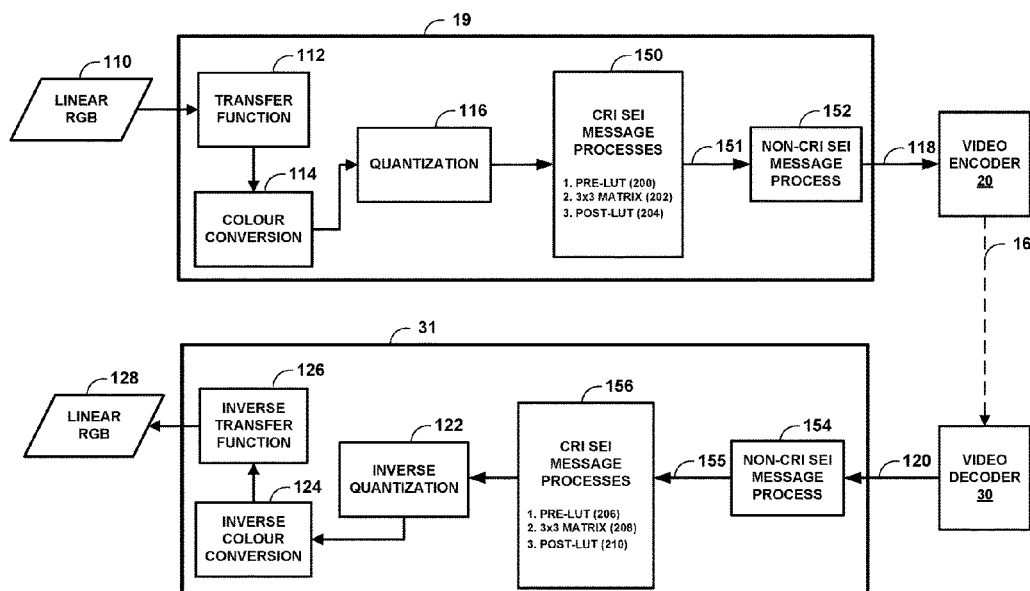 19
110
LINEAR
RGB
112
TRANSFER
FUNCTION
114
COLOUR
CONVERSION
116
QUANTIZATION
150
CRI SEI
MESSAGE
PROCESSES
1. PRE-LUT (200)
2. 3x3 MATRIX (202)
3. POST-LUT (204)
151
152
NON-CRI SEI
MESSAGE
PROCESS
118
VIDEO
ENCODER
20
16
31
128
LINEAR
RGB
126
INVERSE
TRANSFER
FUNCTION
124
INVERSE
COLOUR
CONVERSION
122
INVERSE
QUANTIZATION
156
CRI SEI
MESSAGE
PROCESSES
1. PRE-LUT (206)
2. 3x3 MATRIX (208)
3. POST-LUT (210)
155
154
NON-CRI SEI
MESSAGE
PROCESS
120
VIDEO
DECODER
30